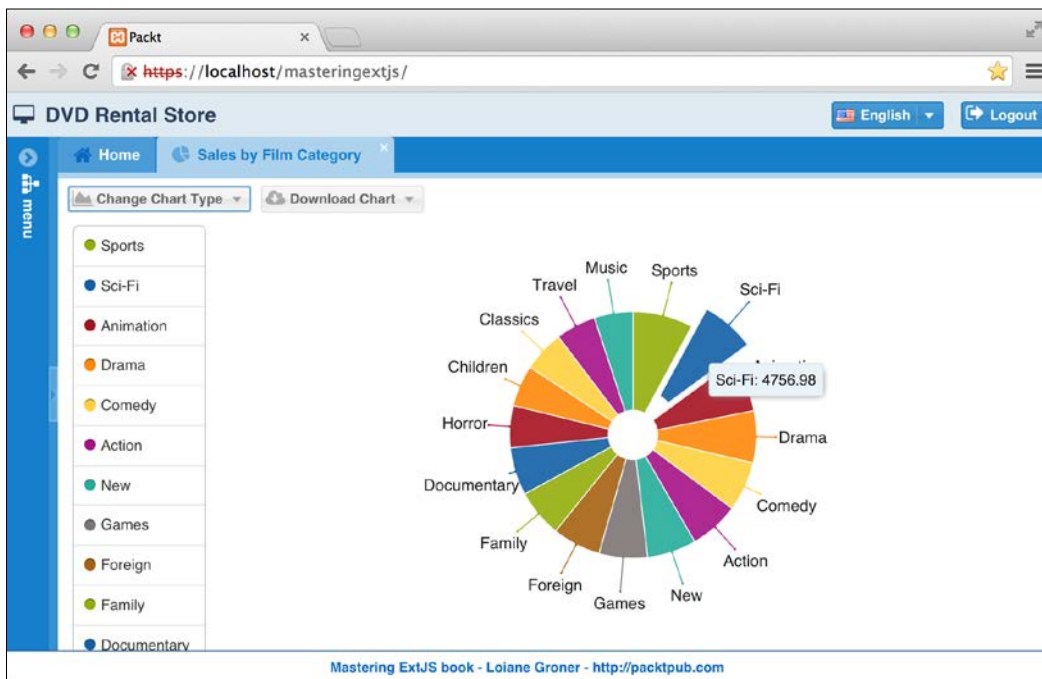 Packt
https://localhost/masteringextjs/
DVD Rental Store
English
Logout
Home
Sales by Film Category
menu
Change Chart Type
Download Chart
Sports
Sci-Fi
Animation
Drama
Comedy
Action
New
Games
Foreign
Family
Documentary
Music
Sports
Travel
Sci-Fi
Classics
Children
Sci-Fi: 4756.98
Horror
Drama
Documentary
Comedy
Family
Action
Foreign
New
Games
Mastering ExtJS book - Loiane Groner - http://packtpub.com